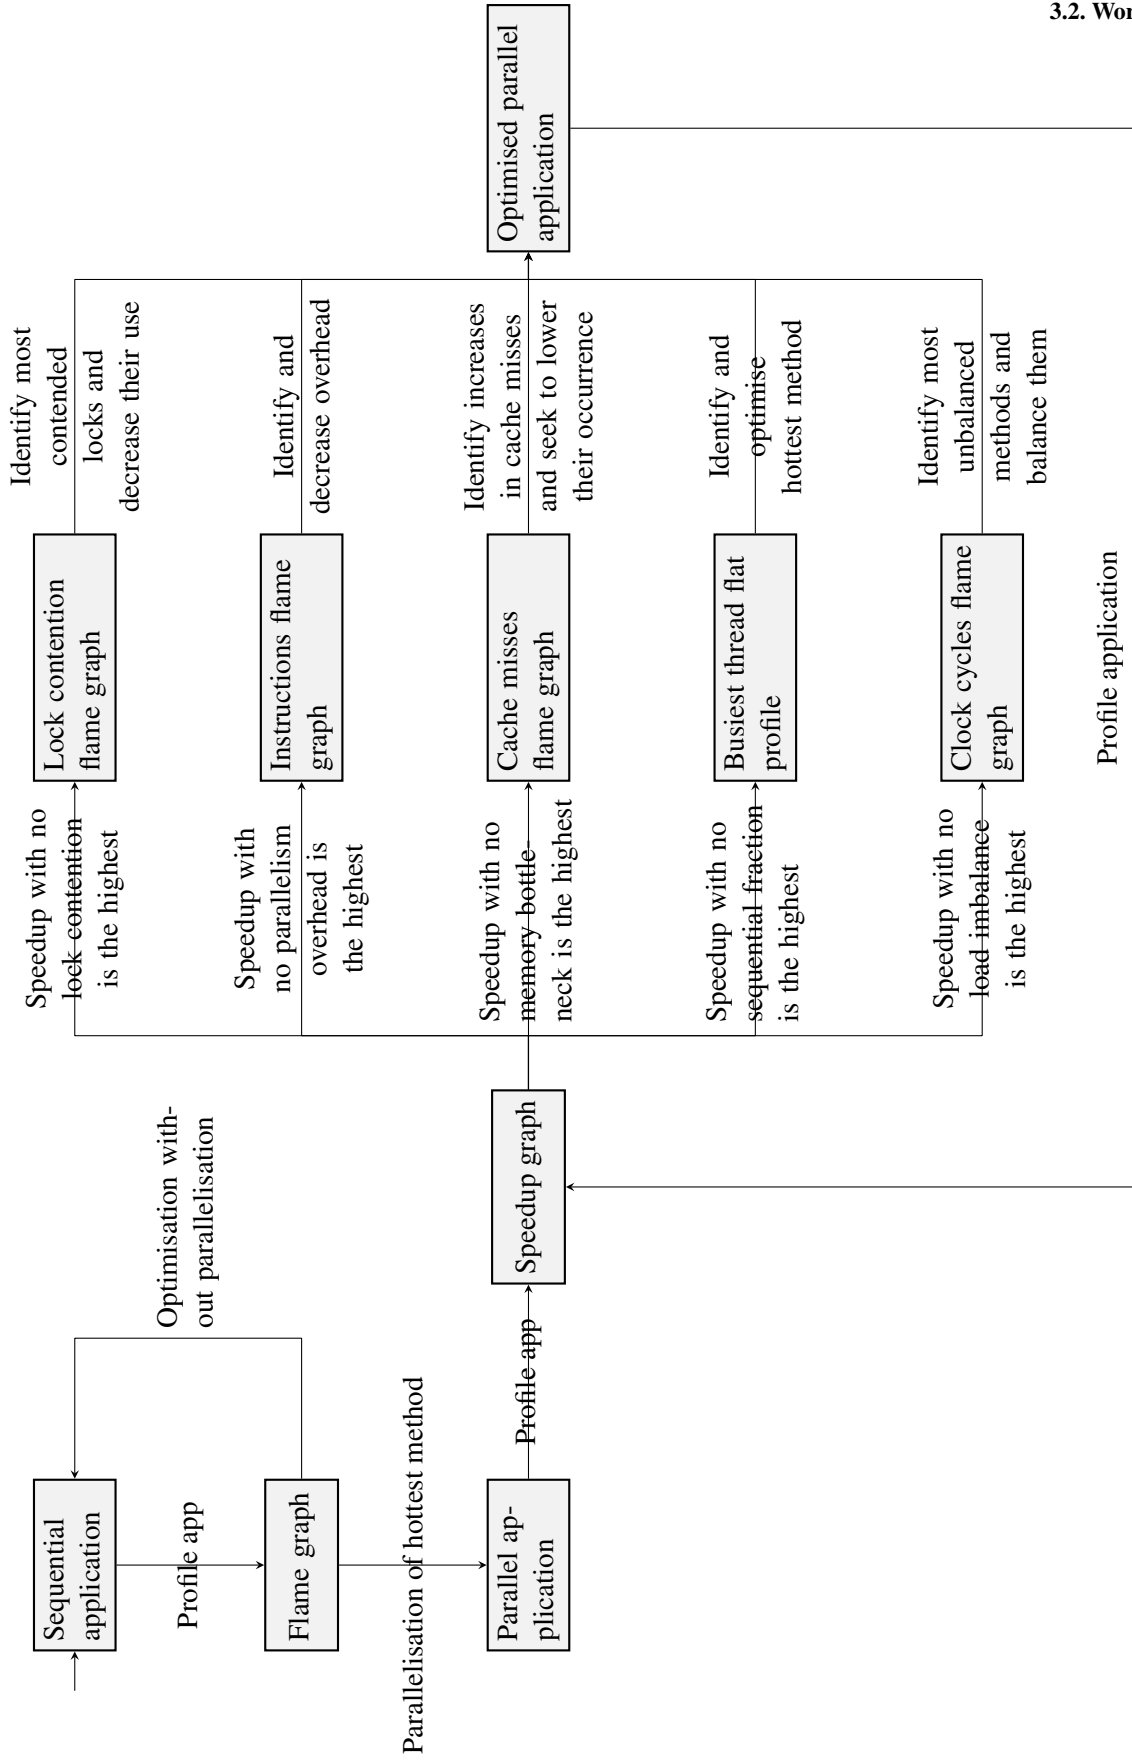 3.2. Wor
Sequential
application
Profile app
Flame graph
Optimisation with-
out parallelisation
Parallelisation of hottest method
Parallel ap-
plication
Profile app
Speedup graph
Speedup with no
lock contention
is the highest
Lock contention
flame graph
Identify most
contended
locks and
decrease their use
Speedup with
no parallelism
overhead is
the highest
Instructions flame
graph
Identify and
decrease overhead
Speedup with no
memory bottle-
neck is the highest
Cache misses
flame graph
Identify increases
in cache misses
and seek to lower
their occurrence
Speedup with no
sequential fraction
is the highest
Busiest thread flat
profile
Identify and
optimise
hottest method
Speedup with no
load imbalance
is the highest
Clock cycles flame
graph
Identify most
unbalanced
methods and
balance them
Optimised parallel
application
Profile application